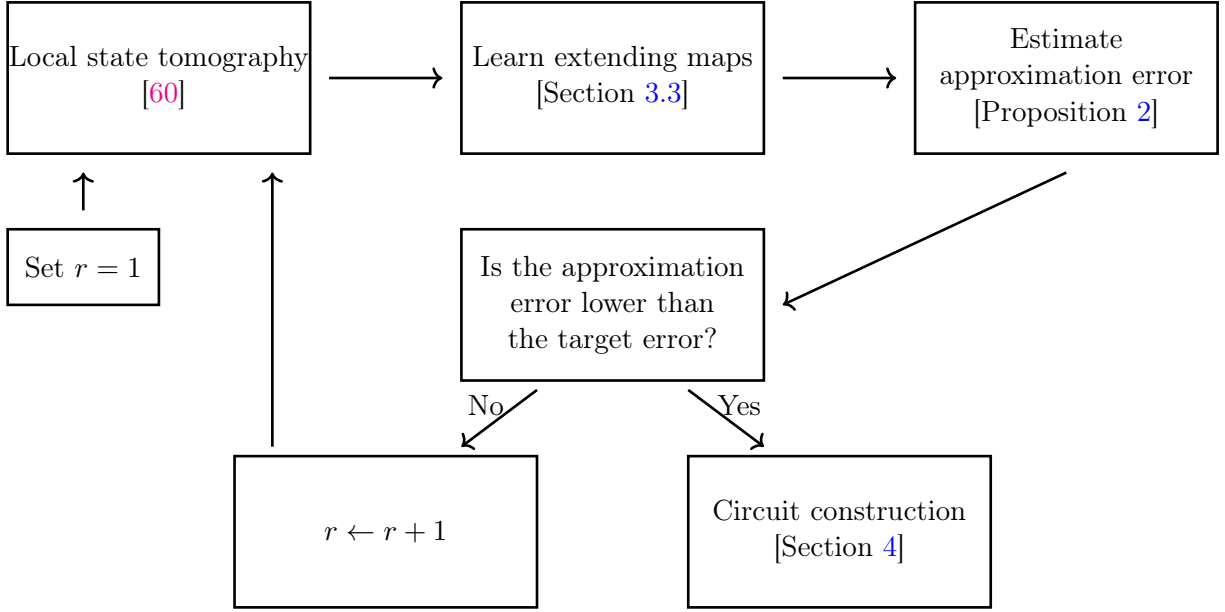 Local state tomography
[60]
Learn extending maps
[Section 3.3]
Estimate
approximation error
[Proposition 2]
Set r = 1
Is the approximation
error lower than
the target error?
No
Yes
r ← r + 1
Circuit construction
[Section 4]